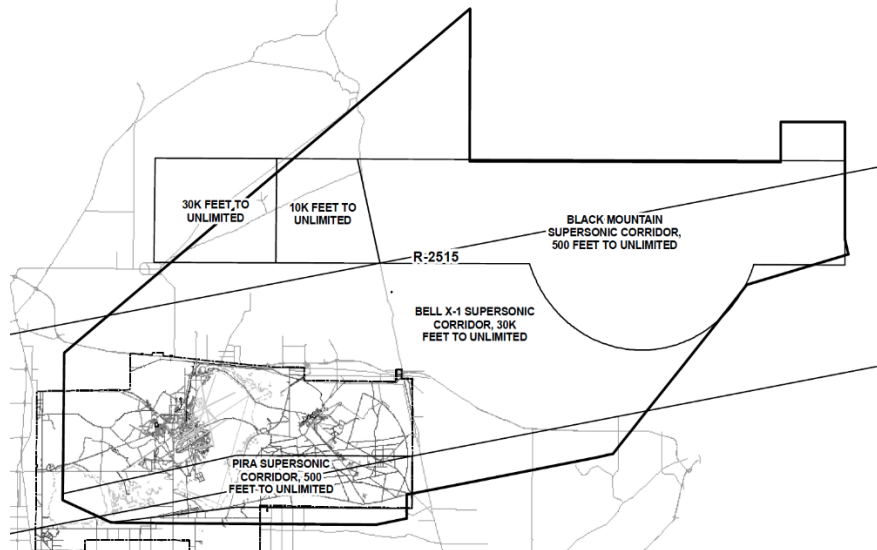 30K FEET TO
UNLIMITED
10K FEET TO
UNLIMITED
BLACK MOUNTAIN
SUPERSONIC CORRIDOR,
500 FEET TO UNLIMITED
R-2515
BELL X-1 SUPERSONIC
CORRIDOR, 30K
FEET TO UNLIMITED
PIRA SUPERSONIC
CORRIDOR, 500
FEET TO UNLIMITED